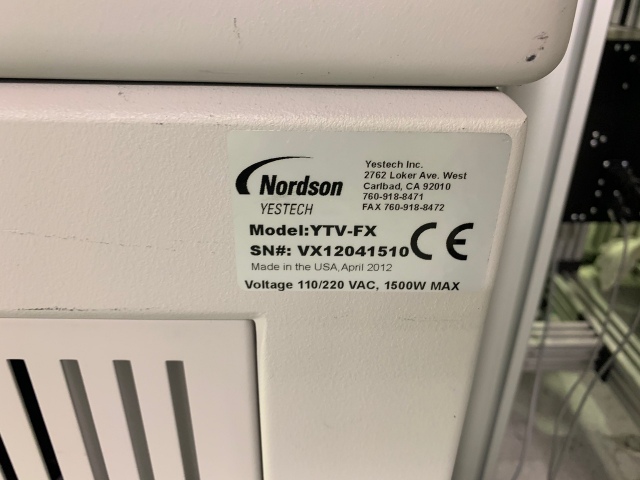 Nordson
YESTECH
Yestech Inc.
2762 Loker Ave. West
Carlbad, CA 92010
760-918-8471
FAX 760-918-8472
Model:YTV-FX
SN#: VX12041510
CE
Made in the USA, April 2012
Voltage 110/220 VAC, 1500W MAX